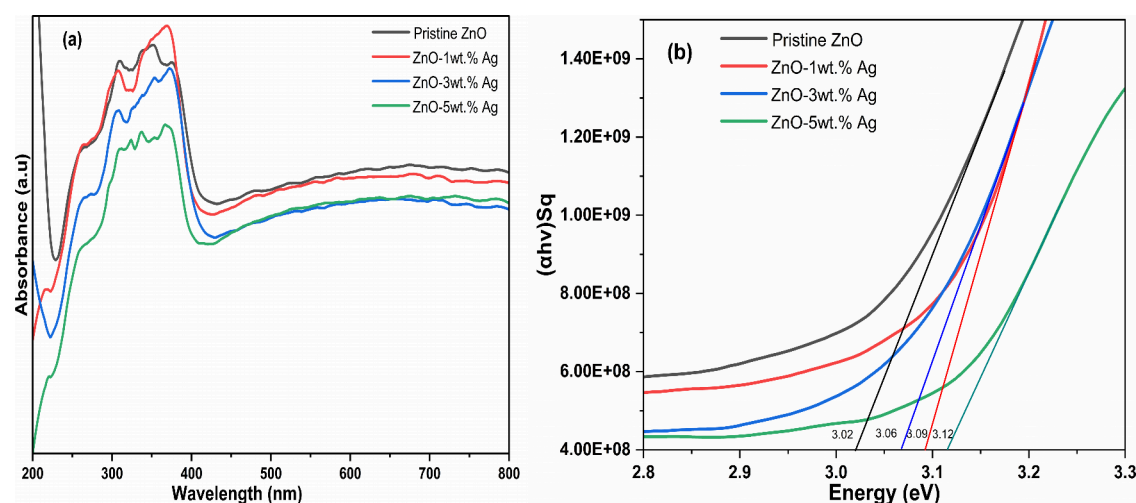 (a)
Pristine ZnO
ZnO-1wt.% Ag
ZnO-3wt.% Ag
ZnO-5wt.% Ag
Absorbance (a.u)
200 300 400 500 600 700 800
Wavelength (nm)
(b)
Pristine ZnO
ZnO-1wt.% Ag
ZnO-3wt.% Ag
ZnO-5wt.% Ag
(αhv)Sq
1.40E+09
1.20E+09
1.00E+09
8.00E+08
6.00E+08
4.00E+08
3.02 3.06 3.09 3.12
2.8 2.9 3.0 3.1 3.2 3.3
Energy (eV)